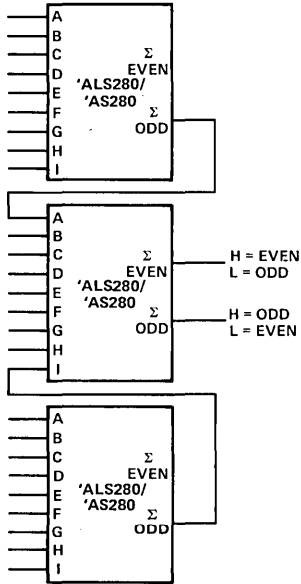 A
B
C
D
E
F
G
H
I
Σ
EVEN
'ALS280/
'AS280
Σ
ODD
A
B
C
D
E
F
G
H
I
Σ
EVEN
'ALS280/
'AS280
Σ
ODD
H = EVEN
L = ODD
H = ODD
L = EVEN
A
B
C
D
E
F
G
H
I
Σ
EVEN
'ALS280/
'AS280
Σ
ODD